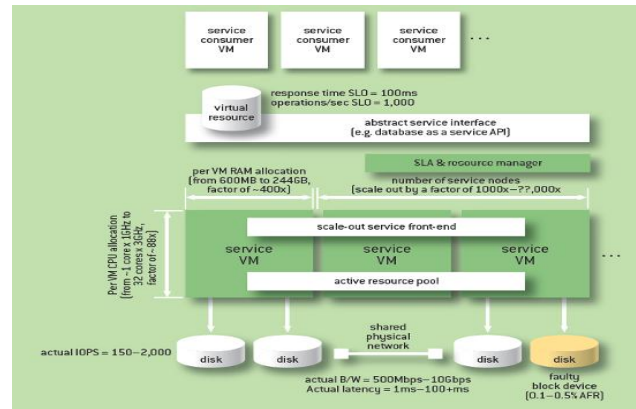 service
consumer
VM
service
consumer
VM
service
consumer
VM
...
virtual
resource
response time SLO = 100ms
operations/sec SLO = 1,000
abstract service interface
(e.g. database as a service API)
SLA & resource manager
per VM RAM allocation
(from 600MB to 244GB,
factor of ~400x)
number of service nodes
(scale out by a factor of 1000x–??,000x
Per VM CPU allocation
(from ~1 core x 1GHz to
32 cores x 3GHz,
factor of ~88x)
scale-out service front-end
service
VM
service
VM
service
VM
...
active resource pool
actual IOPS = 150–2,000
disk
disk
shared
physical
network
disk
disk
actual B/W = 500Mbps–10Gbps
Actual latency = 1ms–100+ms
faulty
block device
(0.1–0.5% AFR)